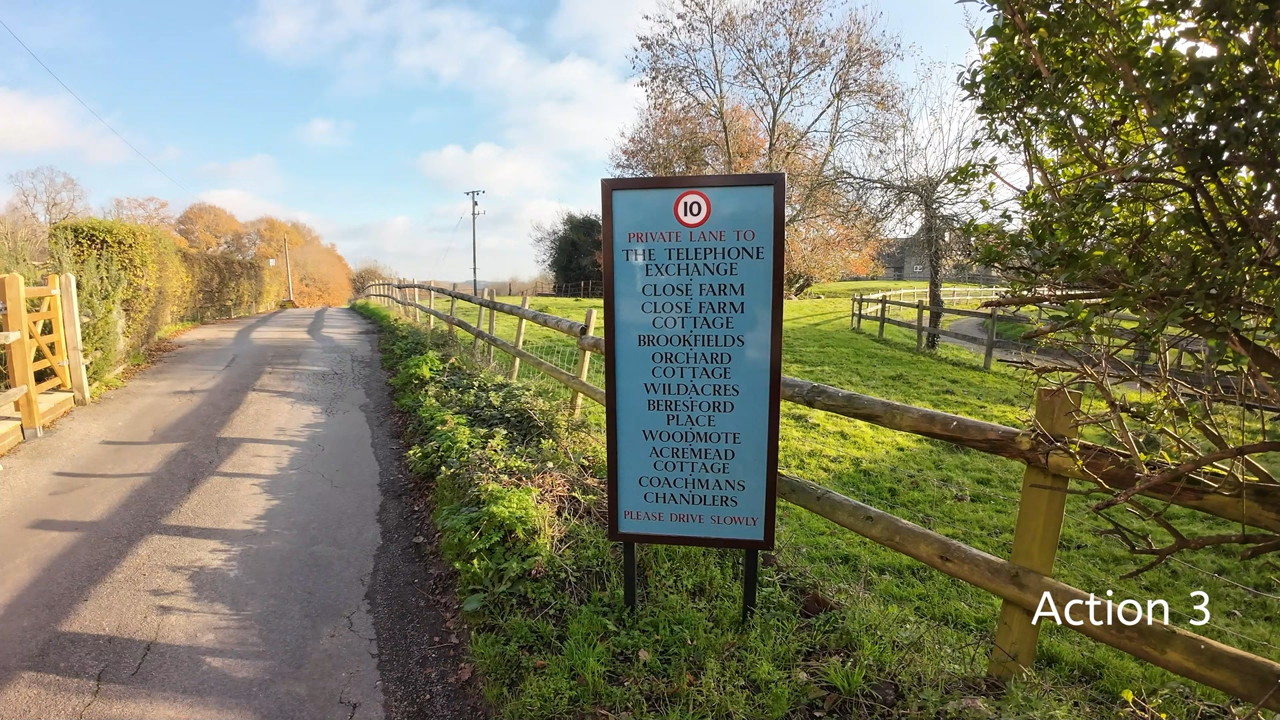 10
PRIVATE LANE TO
THE TELEPHONE
EXCHANGE
CLOSE FARM
CLOSE FARM
COTTAGE
BROOKFIELDS
ORCHARD
COTTAGE
WILDACRES
BERESFORD
PLACE
WOODMOTE
ACREMEAD
COTTAGE
COACHMANS
CHANDLERS
PLEASE DRIVE SLOWLY
Action 3